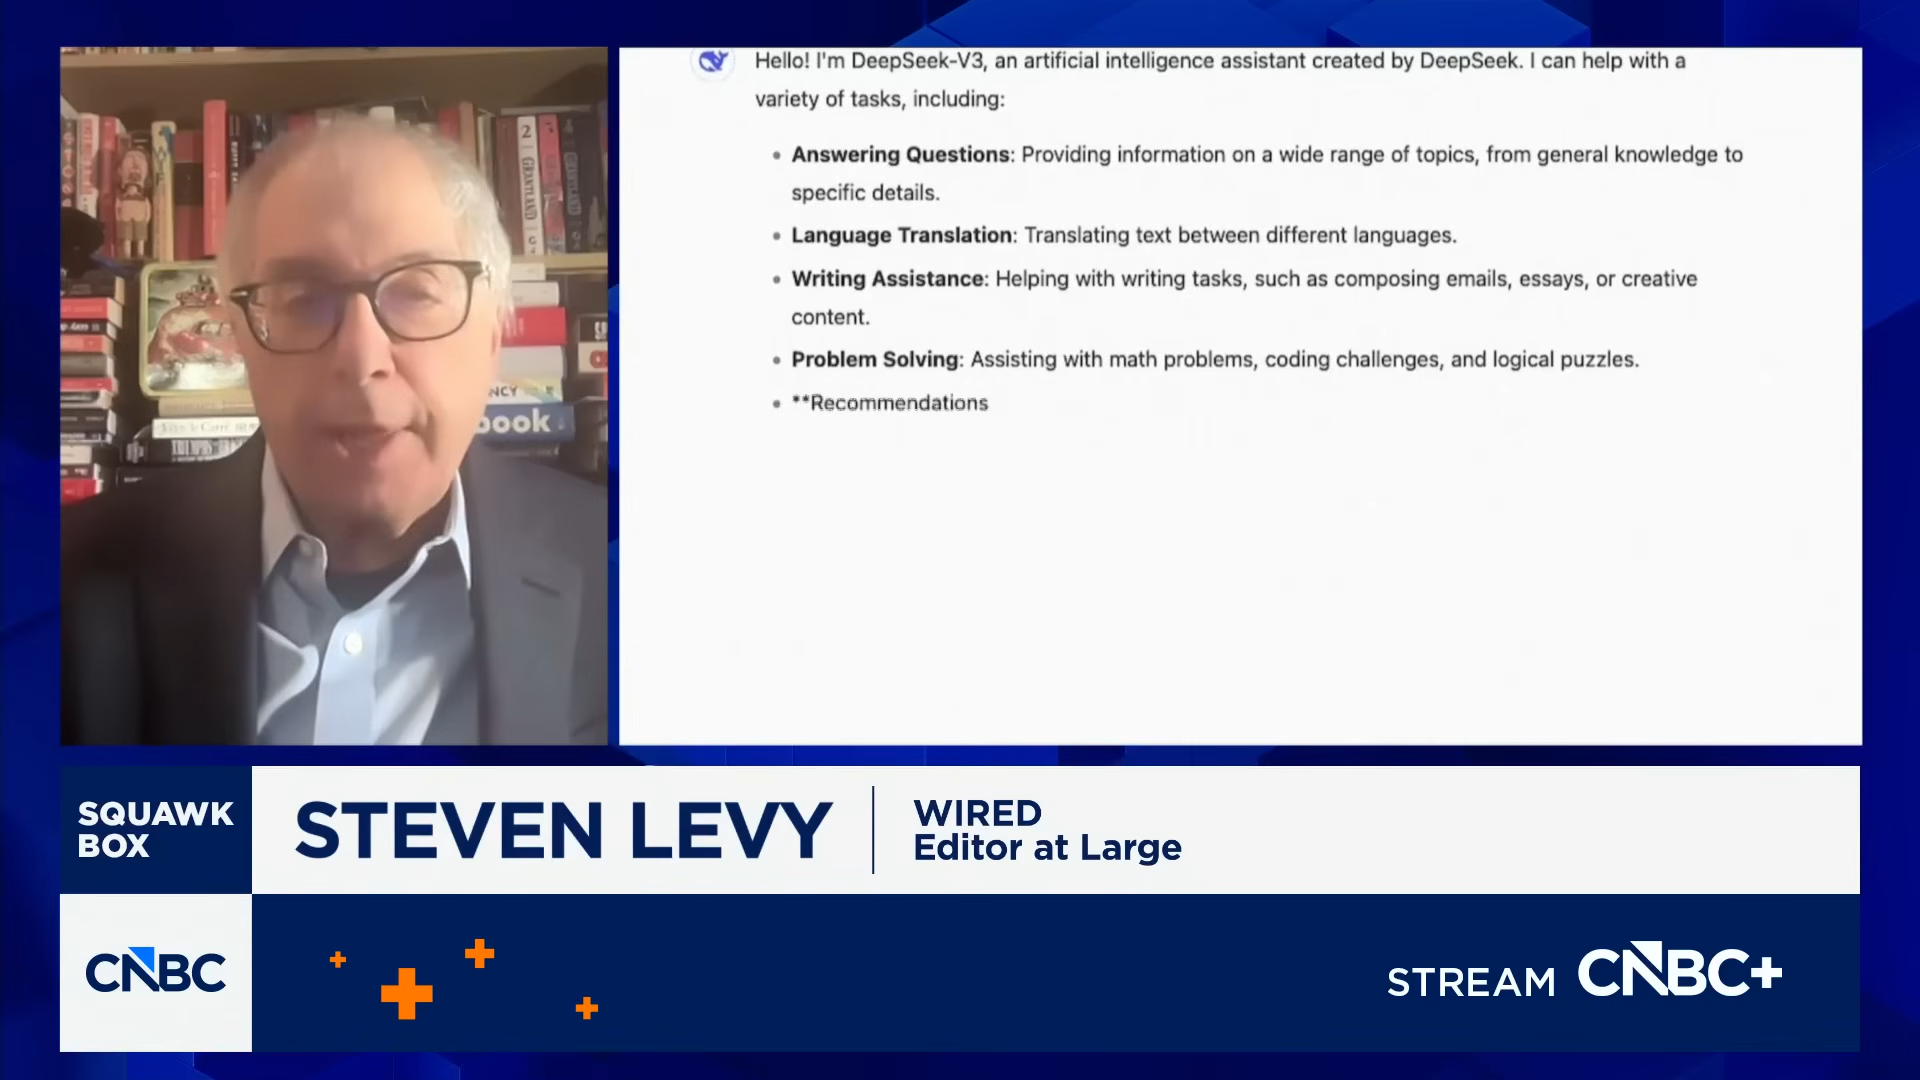 2
GRANTLAND
NCY
book
Hello! I'm DeepSeek-V3, an artificial intelligence assistant created by DeepSeek. I can help with a
variety of tasks, including:
• Answering Questions: Providing information on a wide range of topics, from general knowledge to
specific details.
• Language Translation: Translating text between different languages.
• Writing Assistance: Helping with writing tasks, such as composing emails, essays, or creative
content.
• Problem Solving: Assisting with math problems, coding challenges, and logical puzzles.
• **Recommendations
SQUAWK
BOX
STEVEN LEVY
WIRED
Editor at Large
CNBC
STREAM CNBC+